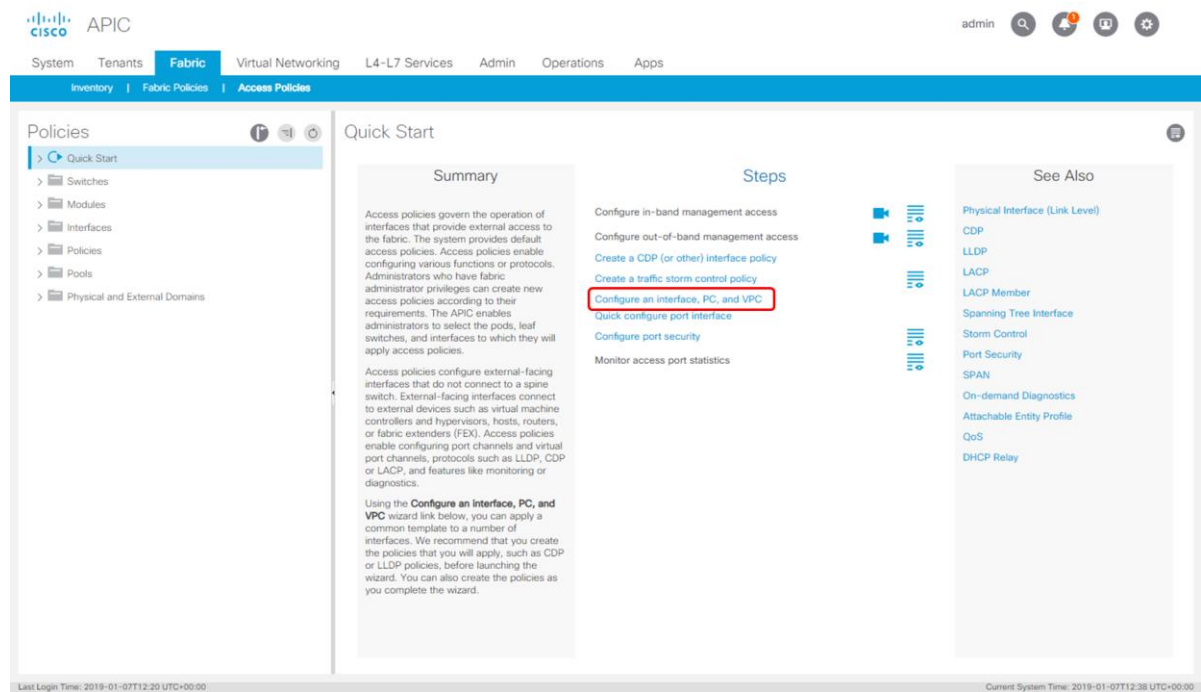 CISCO
APIC
admin
1
System Tenants Fabric Virtual Networking L4-L7 Services Admin Operations Apps
Inventory | Fabric Policies | Access Policies
Policies
Quick Start
Switches
Modules
Interfaces
Policies
Pools
Physical and External Domains
Quick Start
Summary
Access policies govern the operation of
interfaces that provide external access to
the fabric. The system provides default
access policies. Access policies enable
configuring various functions or protocols.
Administrators who have fabric
administrator privileges can create new
access policies according to their
requirements. The APIC enables
administrators to select the pods, leaf
switches, and interfaces to which they will
apply access policies.
Access policies configure external-facing
interfaces that do not connect to a spine
switch. External-facing interfaces connect
to external devices such as virtual machine
controllers and hypervisors, hosts, routers,
or fabric extenders (FEX). Access policies
enable configuring port channels and virtual
port channels, protocols such as LLDP, CDP
or LACP, and features like monitoring or
diagnostics.
Using the Configure an interface, PC, and
VPC wizard link below, you can apply a
common template to a number of
interfaces. We recommend that you create
the policies that you will apply, such as CDP
or LLDP policies, before launching the
wizard. You can also create the policies as
you complete the wizard.
Steps
Configure in-band management access
Configure out-of-band management access
Create a CDP (or other) interface policy
Create a traffic storm control policy
Configure an interface, PC, and VPC
Quick configure port interface
Configure port security
Monitor access port statistics
See Also
Physical Interface (Link Level)
CDP
LLDP
LACP
LACP Member
Spanning Tree Interface
Storm Control
Port Security
SPAN
On-demand Diagnostics
Attachable Entity Profile
QoS
DHCP Relay
Last Login Time: 2019-01-07T12:20 UTC+00:00
Current System Time: 2019-01-07T12:38 UTC+00:00